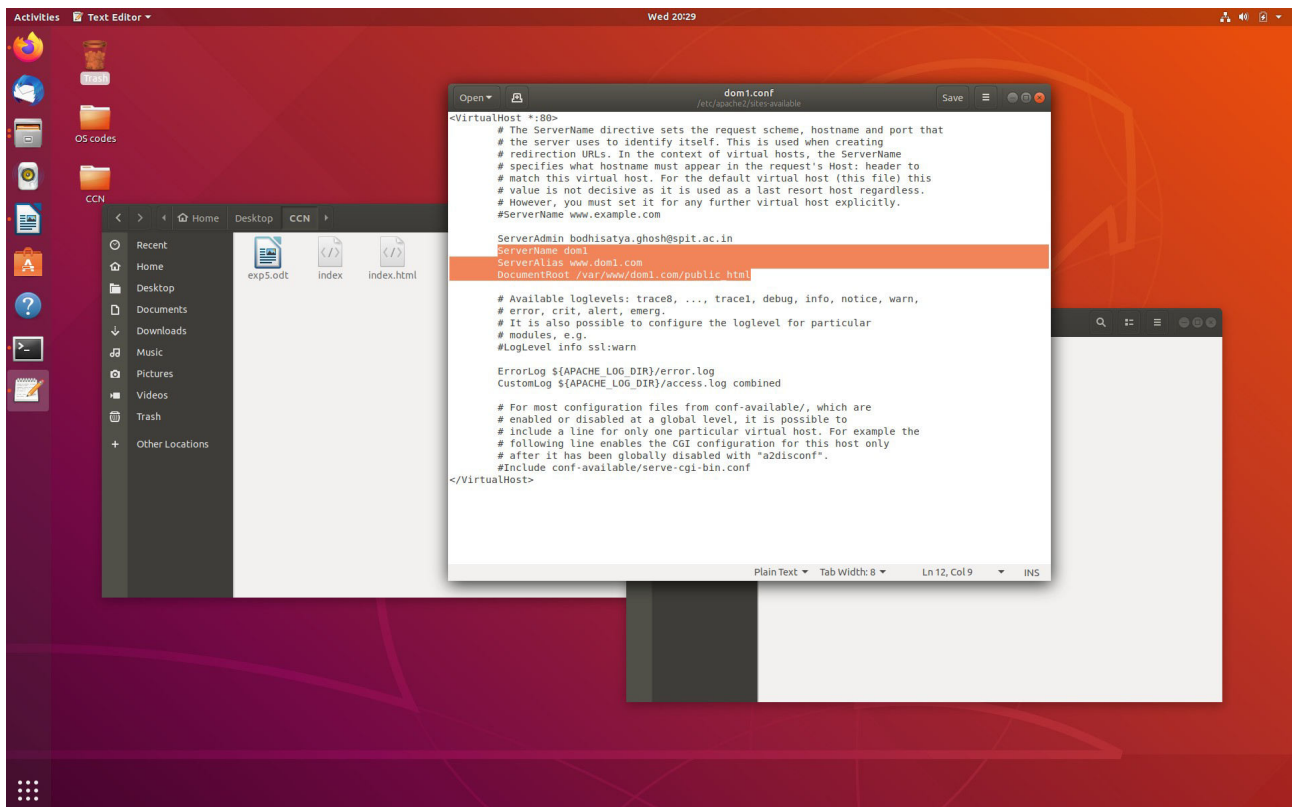 Activities Text Editor Wed 20:29
Trash
OS codes
CCN
Home Desktop CCN
Recent
Home
Desktop
Documents
Downloads
Music
Pictures
Videos
Trash
+ Other Locations
exp5.odt index index.html
Open dom1.conf Save
/etc/apache2/sites-available
<VirtualHost *:80>
# The ServerName directive sets the request scheme, hostname and port that
# the server uses to identify itself. This is used when creating
# redirection URLs. In the context of virtual hosts, the ServerName
# specifies what hostname must appear in the request's Host: header to
# match this virtual host. For the default virtual host (this file) this
# value is not decisive as it is used as a last resort host regardless.
# However, you must set it for any further virtual host explicitly.
#ServerName www.example.com
ServerAdmin bodhisatya.ghosh@spit.ac.in
ServerName dom1
ServerAlias www.dom1.com
DocumentRoot /var/www/dom1.com/public_html
# Available loglevels: trace8, ..., trace1, debug, info, notice, warn,
# error, crit, alert, emerg.
# It is also possible to configure the loglevel for particular
# modules, e.g.
#LogLevel info ssl:warn
ErrorLog ${APACHE_LOG_DIR}/error.log
CustomLog ${APACHE_LOG_DIR}/access.log combined
# For most configuration files from conf-available/, which are
# enabled or disabled at a global level, it is possible to
# include a line for only one particular virtual host. For example the
# following line enables the CGI configuration for this host only
# after it has been globally disabled with "a2disconf".
#Include conf-available/serve-cgi-bin.conf
</VirtualHost>
Plain Text Tab Width: 8 Ln 12, Col 9 INS